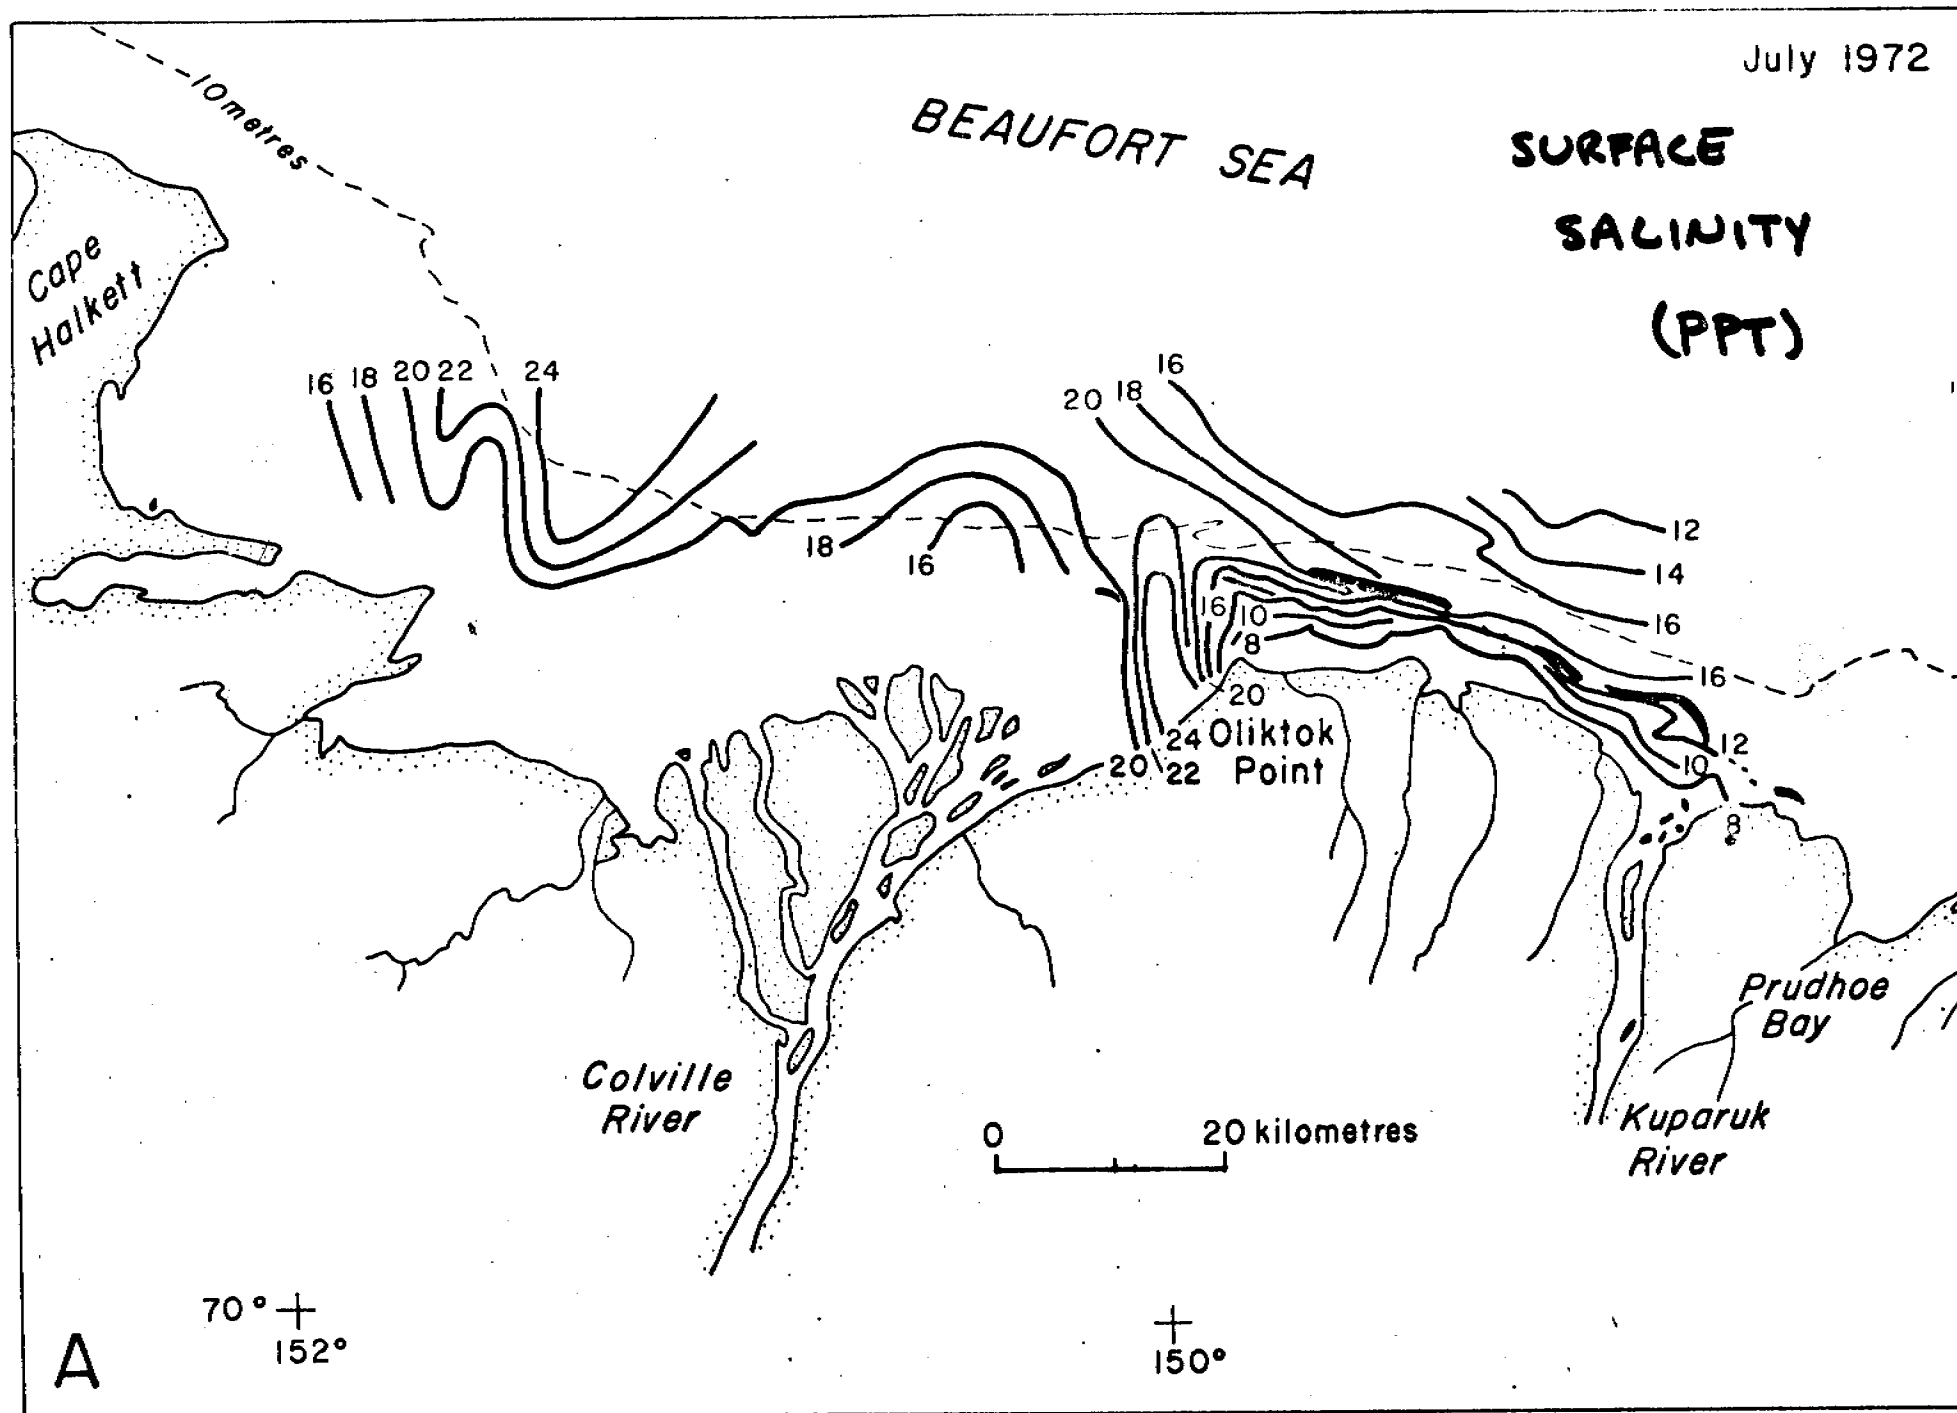 July 1972
BEAUFORT SEA
SURFACE
SALINITY
(PPT)
10metres
Cape
Halkett
16 18 20 22 24
16
20 18
12
18
16
14
16 10
16
8
16
20
24 Oliktok
12
20 22 Point
10
8
Prudhoe
Bay
Colville
River
0 20 kilometres
Kuparuk
River
70°
152°
150°
A